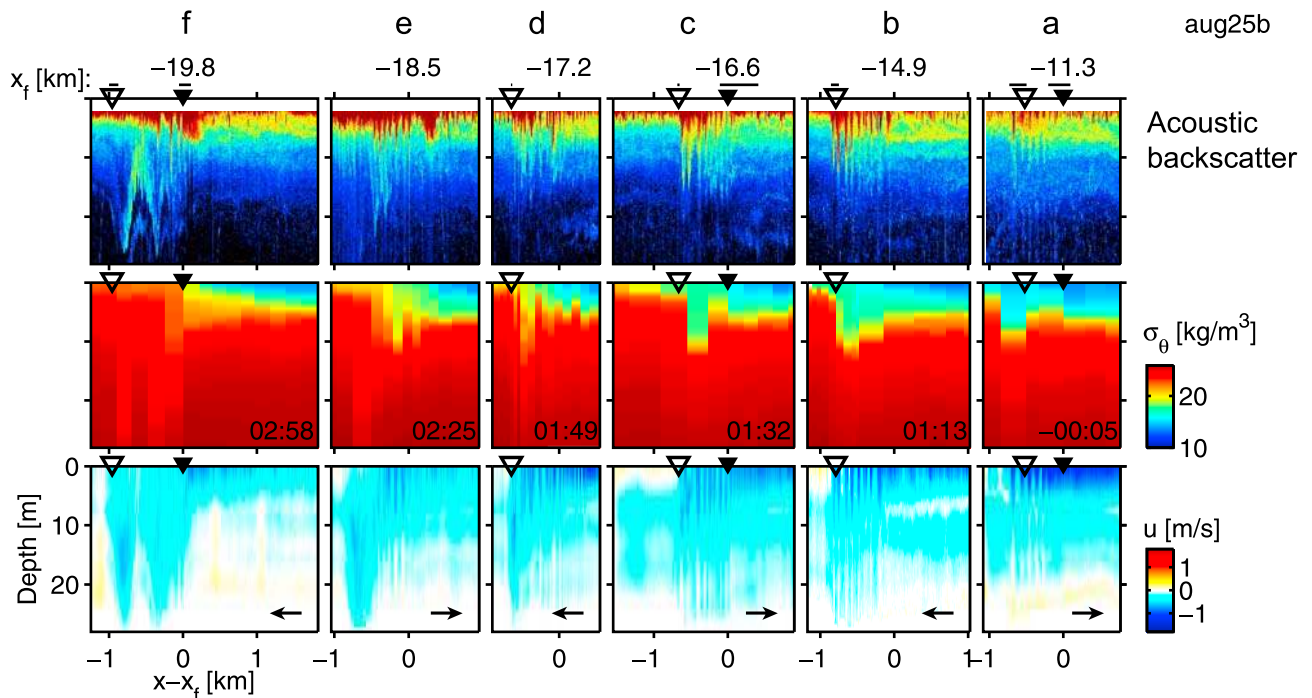 f e d c b a aug25b
x_f [km]: −19.8 −18.5 −17.2 −16.6 −14.9 −11.3
Acoustic
backscatter
σ_θ [kg/m³]
20
10
02:58 02:25 01:49 01:32 01:13 −00:05
Depth [m]
0
10
20
u [m/s]
1
0
−1
−1 0 1 −1 0 0 −1 0 −1 0 1 −1 0
x−x_f [km]